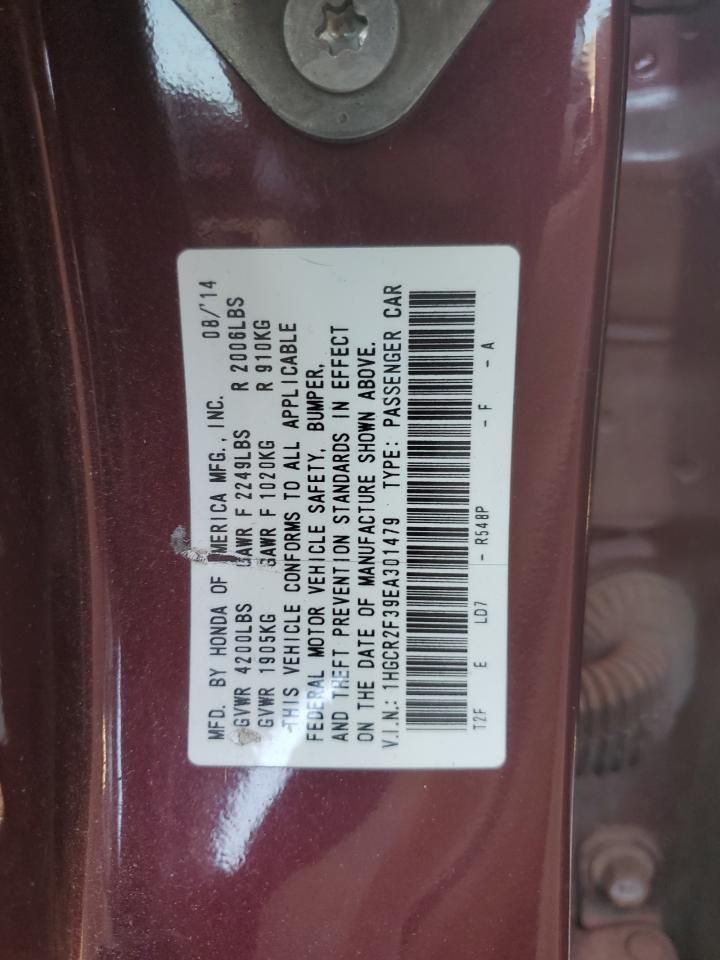 MFD. BY HONDA OF AMERICA MFG., INC. 08/'14
GVWR 4200LBS GAWR F 2249LBS R 2006LBS
GVWR 1905KG GAWR F 1020KG R 910KG
THIS VEHICLE CONFORMS TO ALL APPLICABLE
FEDERAL MOTOR VEHICLE SAFETY, BUMPER,
AND THEFT PREVENTION STANDARDS IN EFFECT
ON THE DATE OF MANUFACTURE SHOWN ABOVE.
V.I.N.: 1HGCR2F39EA301479 TYPE: PASSENGER CAR
T2F E LD7 - R548P - F - A